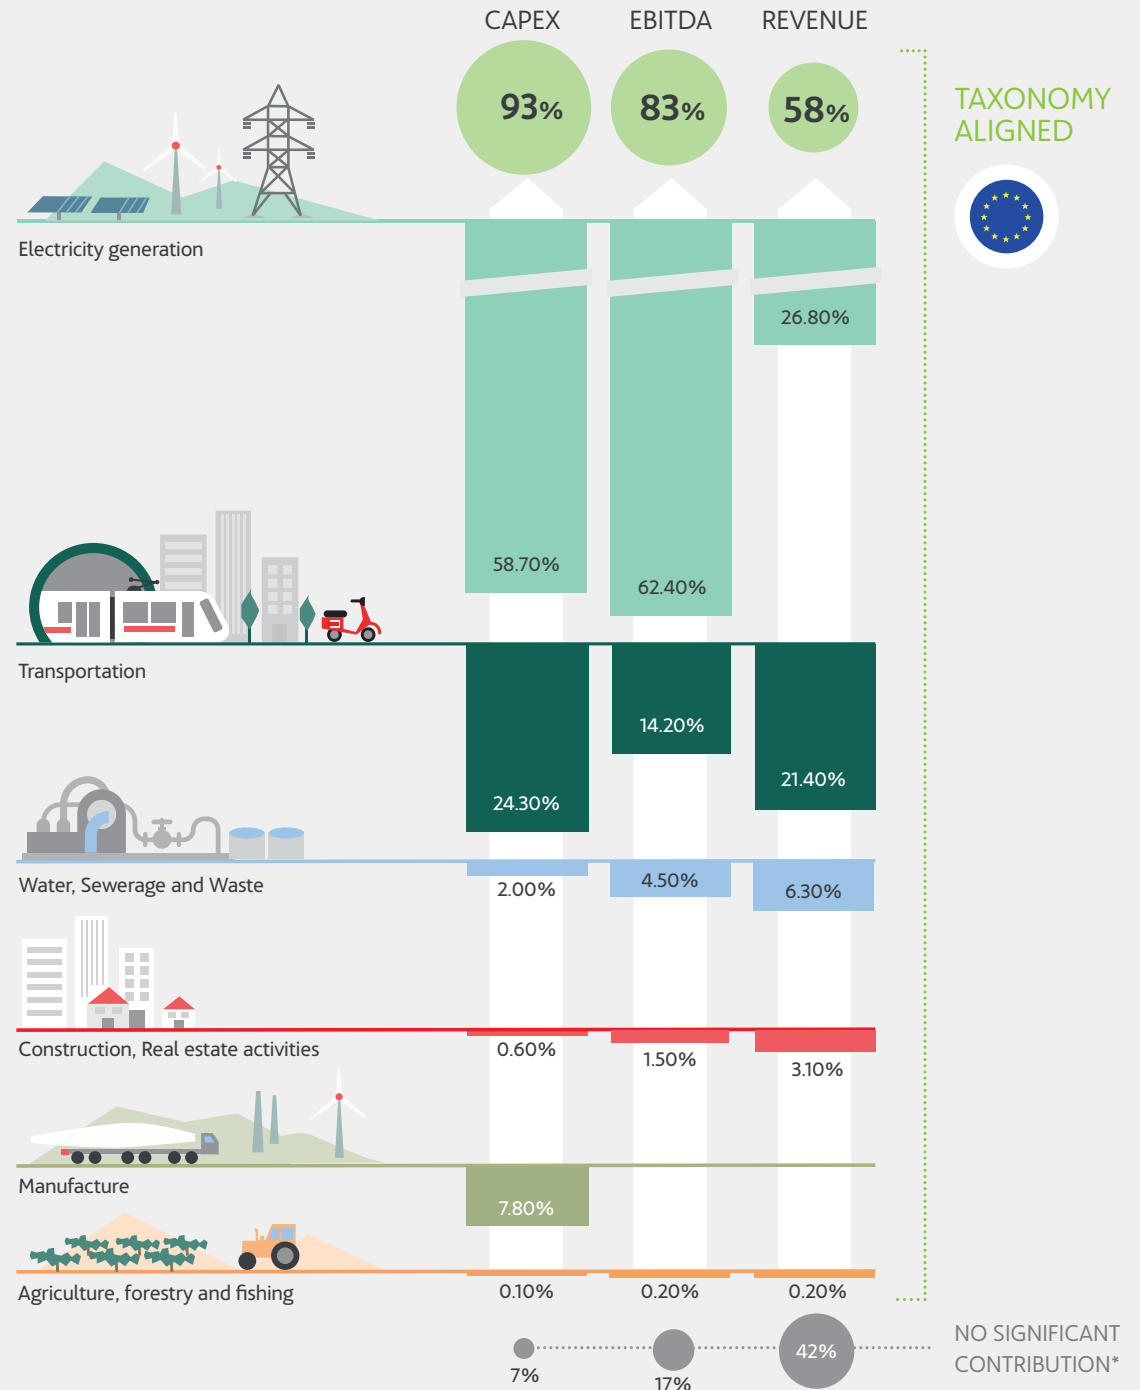 CAPEX EBITDA REVENUE
93% 83% 58%
TAXONOMY
ALIGNED
Electricity generation
26.80%
58.70%
62.40%
Transportation
14.20%
21.40%
24.30%
Water, Sewerage and Waste
2.00% 4.50% 6.30%
Construction, Real estate activities
0.60% 1.50% 3.10%
Manufacture
7.80%
Agriculture, forestry and fishing
0.10% 0.20% 0.20%
NO SIGNIFICANT
CONTRIBUTION*
7% 17% 42%